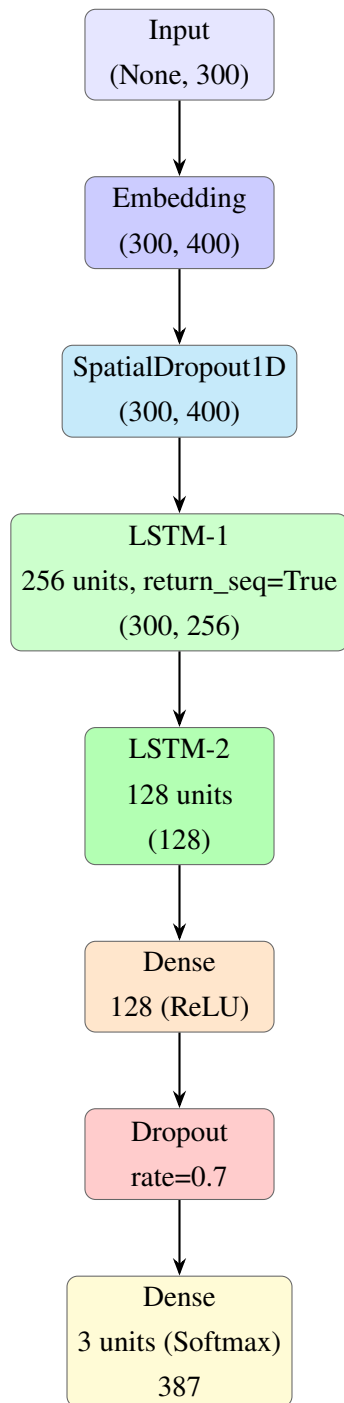 Input
(None, 300)
Embedding
(300, 400)
SpatialDropout1D
(300, 400)
LSTM-1
256 units, return_seq=True
(300, 256)
LSTM-2
128 units
(128)
Dense
128 (ReLU)
Dropout
rate=0.7
Dense
3 units (Softmax)
387